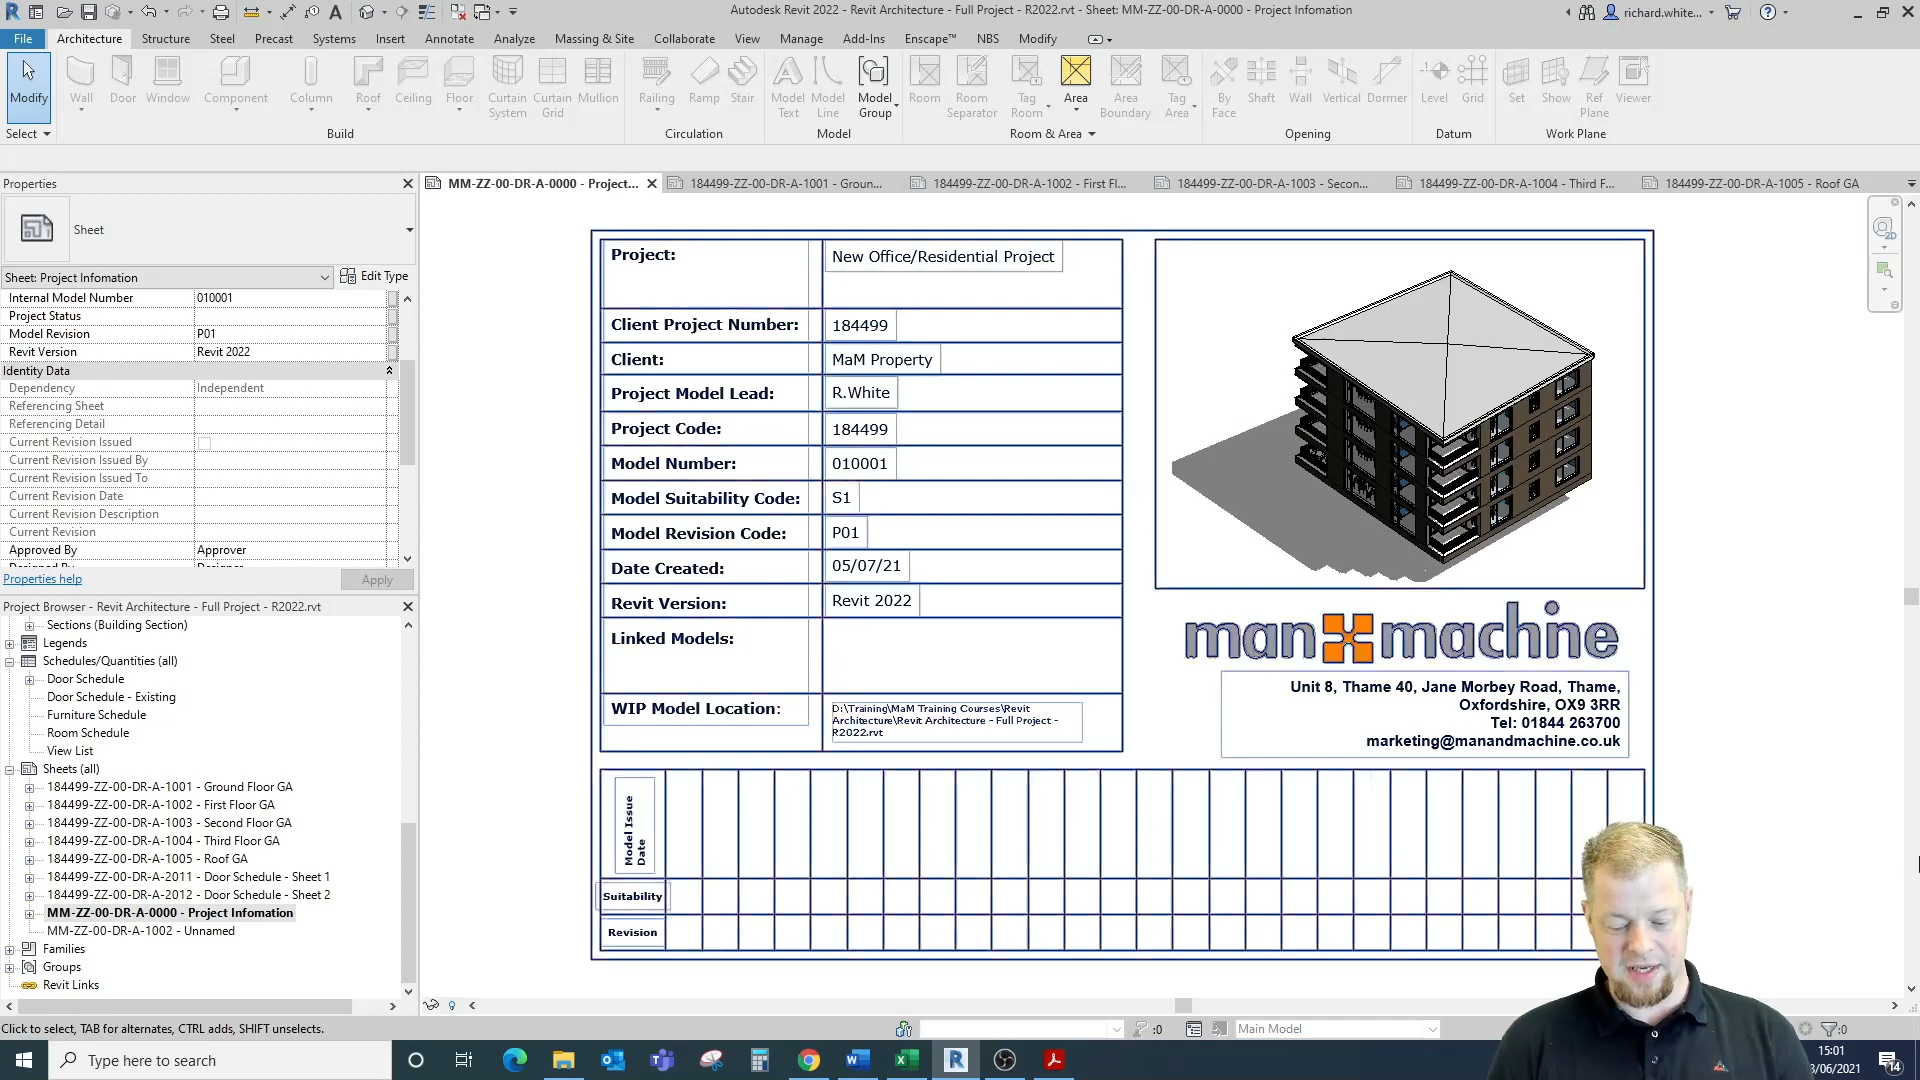 Autodesk Revit 2022 - Revit Architecture - Full Project - R2022.rvt - Sheet: MM-ZZ-00-DR-A-0000 - Project Infomation
richard.white...
File Architecture Structure Steel Precast Systems Insert Annotate Analyze Massing & Site Collaborate View Manage Add-Ins Enscape™ NBS Modify
Modify Wall Door Window Component Column Roof Ceiling Floor Curtain System Curtain Grid Mullion Railing Ramp Stair Model Text Model Line Model Group Room Room Separator Tag Room Area Area Boundary Tag Area By Face Shaft Wall Vertical Dormer Level Grid Set Show Ref Plane Viewer
Select Build Circulation Model Room & Area Opening Datum Work Plane
Properties
MM-ZZ-00-DR-A-0000 - Project... 184499-ZZ-00-DR-A-1001 - Groun... 184499-ZZ-00-DR-A-1002 - First Fl... 184499-ZZ-00-DR-A-1003 - Secon... 184499-ZZ-00-DR-A-1004 - Third F... 184499-ZZ-00-DR-A-1005 - Roof GA
Sheet
Sheet: Project Infomation Edit Type
Internal Model Number 010001
Project Status
Model Revision P01
Revit Version Revit 2022
Identity Data
Dependency Independent
Referencing Sheet
Referencing Detail
Current Revision Issued
Current Revision Issued By
Current Revision Issued To
Current Revision Date
Current Revision Description
Current Revision
Approved By Approver
Properties help Apply
Project Browser - Revit Architecture - Full Project - R2022.rvt
Sections (Building Section)
Legends
Schedules/Quantities (all)
Door Schedule
Door Schedule - Existing
Furniture Schedule
Room Schedule
View List
Sheets (all)
184499-ZZ-00-DR-A-1001 - Ground Floor GA
184499-ZZ-00-DR-A-1002 - First Floor GA
184499-ZZ-00-DR-A-1003 - Second Floor GA
184499-ZZ-00-DR-A-1004 - Third Floor GA
184499-ZZ-00-DR-A-1005 - Roof GA
184499-ZZ-00-DR-A-2011 - Door Schedule - Sheet 1
184499-ZZ-00-DR-A-2012 - Door Schedule - Sheet 2
MM-ZZ-00-DR-A-0000 - Project Infomation
MM-ZZ-00-DR-A-1002 - Unnamed
Families
Groups
Revit Links
Project: New Office/Residential Project
Client Project Number: 184499
Client: MaM Property
Project Model Lead: R.White
Project Code: 184499
Model Number: 010001
Model Suitability Code: S1
Model Revision Code: P01
Date Created: 05/07/21
Revit Version: Revit 2022
Linked Models:
WIP Model Location: D:\Training\MaM Training Courses\Revit
Architecture\Revit Architecture - Full Project -
R2022.rvt
man machine
Unit 8, Thame 40, Jane Morbey Road, Thame,
Oxfordshire, OX9 3RR
Tel: 01844 263700
marketing@manandmachine.co.uk
Model Issue
Date
Suitability
Revision
2D
Click to select, TAB for alternates, CTRL adds, SHIFT unselects.
:0 Main Model :0
Type here to search
15:01
3/06/2021
14